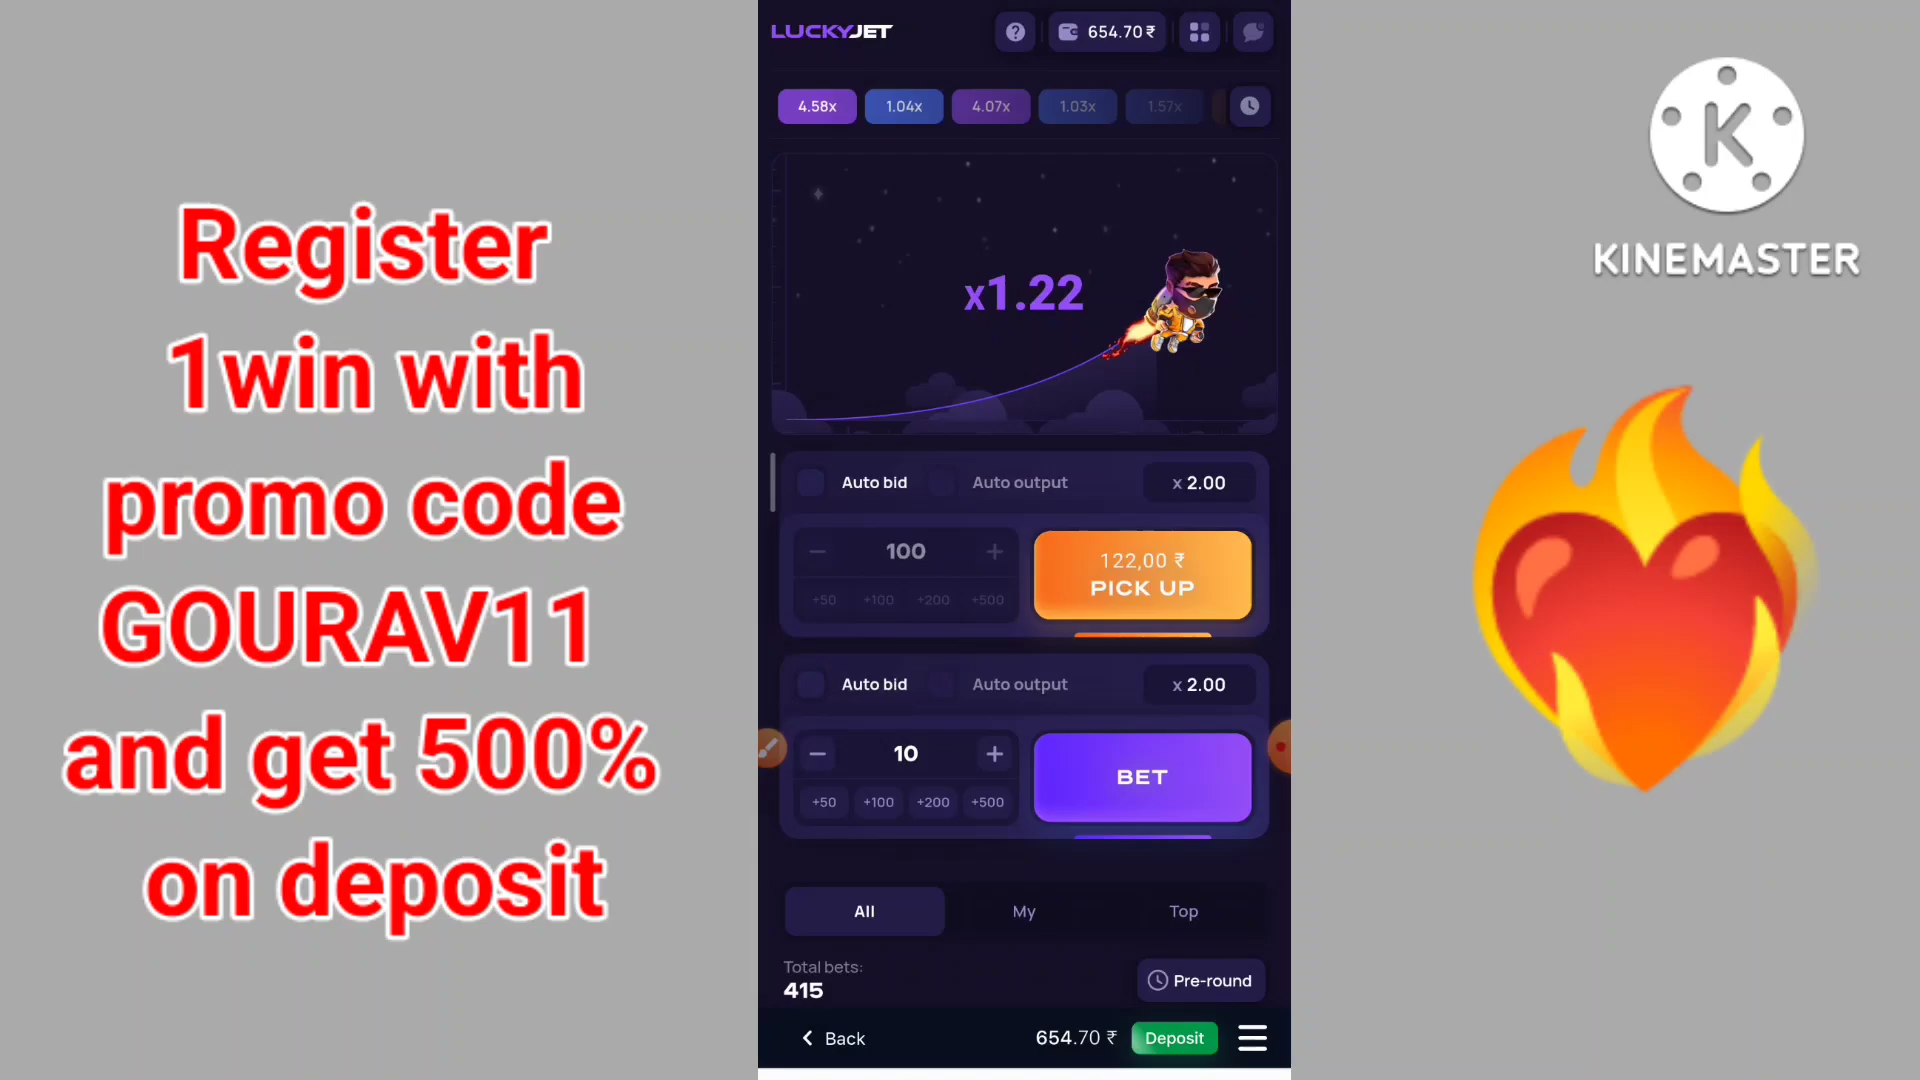 Register
1win with
promo code
GOURAV11
and get 500%
on deposit
LUCKYJET
? 654.70 ₹
4.58x 1.04x 4.07x 1.03x 1.57x
x1.22
Auto bid Auto output x 2.00
− 100 +
+50 +100 +200 +500
122,00 ₹
PICK UP
Auto bid Auto output x 2.00
− 10 +
+50 +100 +200 +500
BET
All My Top
Total bets:
415
Pre-round
Back 654.70 ₹ Deposit
K
KINEMASTER